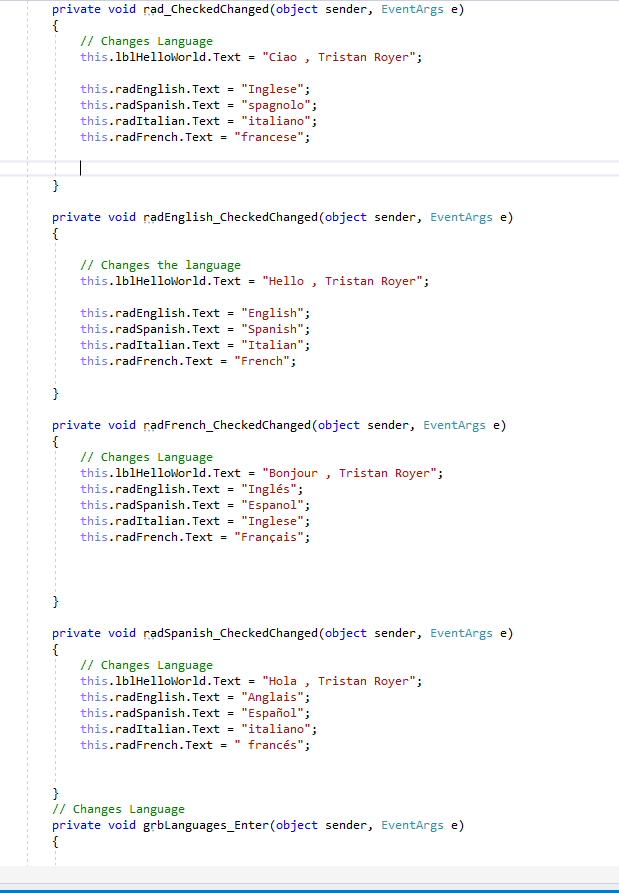 private void rad_CheckedChanged(object sender, EventArgs e)
{
// Changes Language
this.lblHelloWorld.Text = "Ciao , Tristan Royer";
this.radEnglish.Text = "Inglese";
this.radSpanish.Text = "spagnolo";
this.radItalian.Text = "italiano";
this.radFrench.Text = "francese";
}
private void radEnglish_CheckedChanged(object sender, EventArgs e)
{
// Changes the language
this.lblHelloWorld.Text = "Hello , Tristan Royer";
this.radEnglish.Text = "English";
this.radSpanish.Text = "Spanish";
this.radItalian.Text = "Italian";
this.radFrench.Text = "French";
}
private void radFrench_CheckedChanged(object sender, EventArgs e)
{
// Changes Language
this.lblHelloWorld.Text = "Bonjour , Tristan Royer";
this.radEnglish.Text = "Inglés";
this.radSpanish.Text = "Espanol";
this.radItalian.Text = "Inglese";
this.radFrench.Text = "Français";
}
private void radSpanish_CheckedChanged(object sender, EventArgs e)
{
// Changes Language
this.lblHelloWorld.Text = "Hola , Tristan Royer";
this.radEnglish.Text = "Anglais";
this.radSpanish.Text = "Español";
this.radItalian.Text = "italiano";
this.radFrench.Text = " francés";
}
// Changes Language
private void grbLanguages_Enter(object sender, EventArgs e)
{